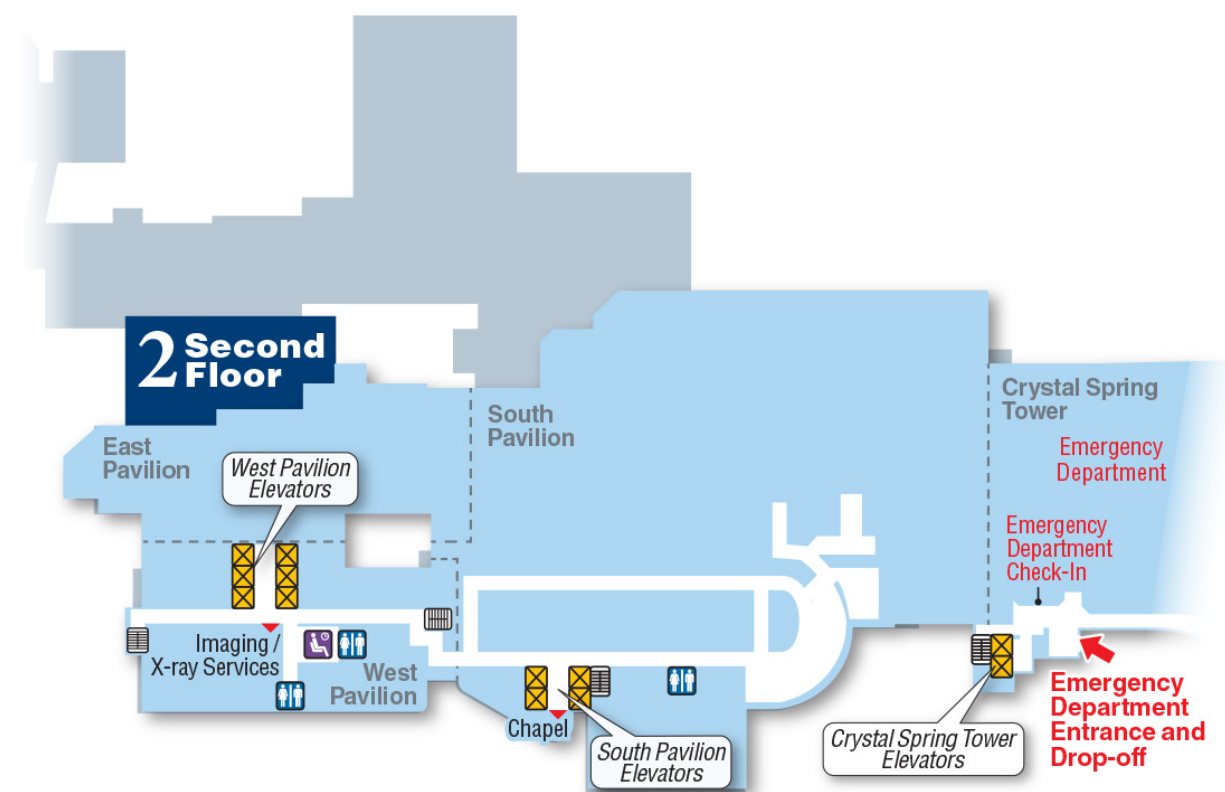 2 Second
Floor
East
Pavilion
West Pavilion
Elevators
South
Pavilion
Crystal Spring
Tower
Emergency
Department
Emergency
Department
Check-In
Imaging /
X-ray Services
West
Pavilion
Chapel
South Pavilion
Elevators
Crystal Spring Tower
Elevators
Emergency
Department
Entrance and
Drop-off